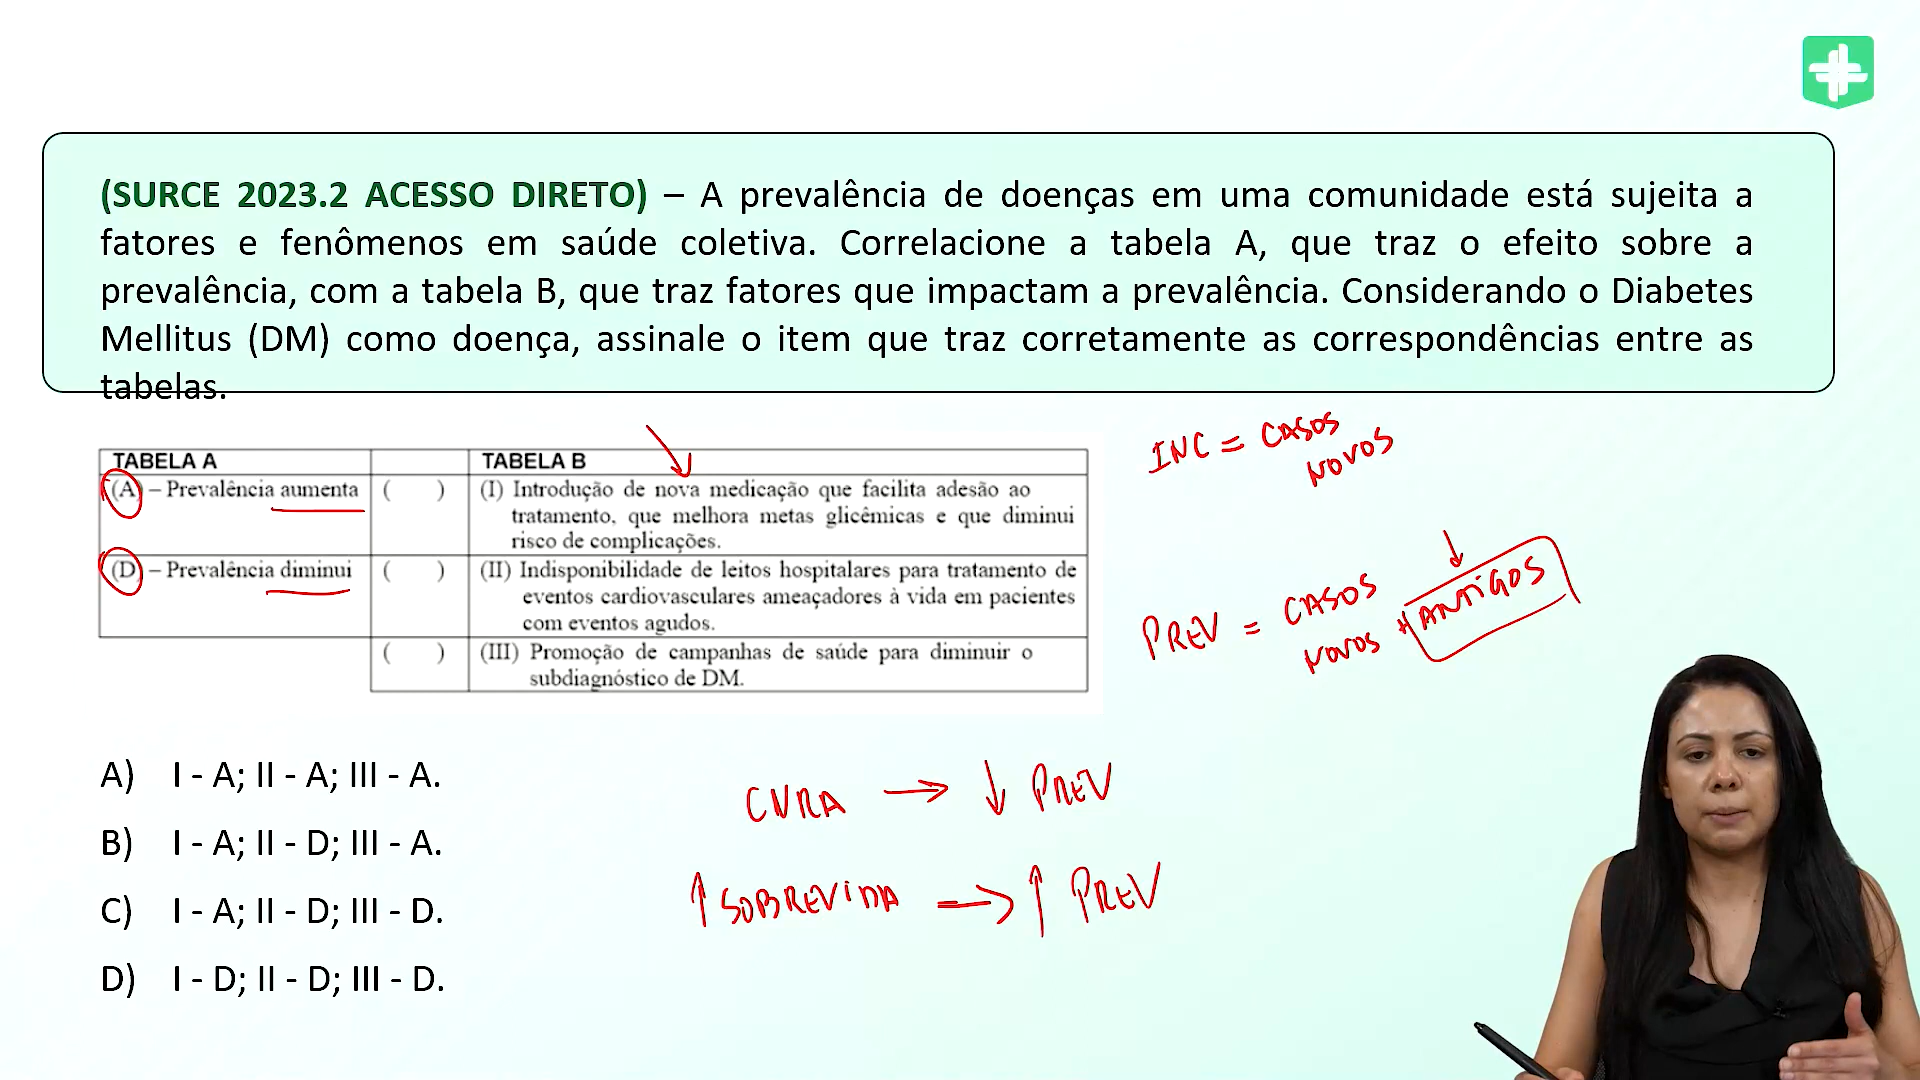 (SURCE 2023.2 ACESSO DIRETO) – A prevalência de doenças em uma comunidade está sujeita a
fatores e fenômenos em saúde coletiva. Correlacione a tabela A, que traz o efeito sobre a
prevalência, com a tabela B, que traz fatores que impactam a prevalência. Considerando o Diabetes
Mellitus (DM) como doença, assinale o item que traz corretamente as correspondências entre as
tabelas.
TABELA A
TABELA B
(A) – Prevalência aumenta
( )
(I) Introdução de nova medicação que facilita adesão ao
tratamento, que melhora metas glicêmicas e que diminui
risco de complicações.
(D) – Prevalência diminui
( )
(II) Indisponibilidade de leitos hospitalares para tratamento de
eventos cardiovasculares ameaçadores à vida em pacientes
com eventos agudos.
( )
(III) Promoção de campanhas de saúde para diminuir o
subdiagnóstico de DM.
INC = CASOS
NOVOS
PREV = CASOS
NOVOS + ANTIGOS
A) I - A; II - A; III - A.
B) I - A; II - D; III - A.
C) I - A; II - D; III - D.
D) I - D; II - D; III - D.
CURA → ↓ PREV
↑ SOBREVIDA → ↑ PREV